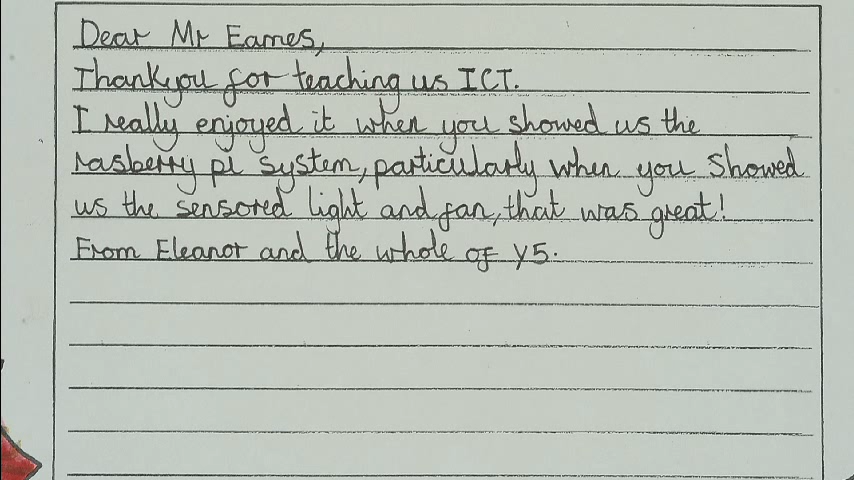 Dear Mr Eames,
Thankyou for teaching us ICT.
I really enjoyed it when you showed us the
rasberry pi system, particularly when you showed
us the sensored light and fan, that was great!
From Eleanor and the whole of Y5.